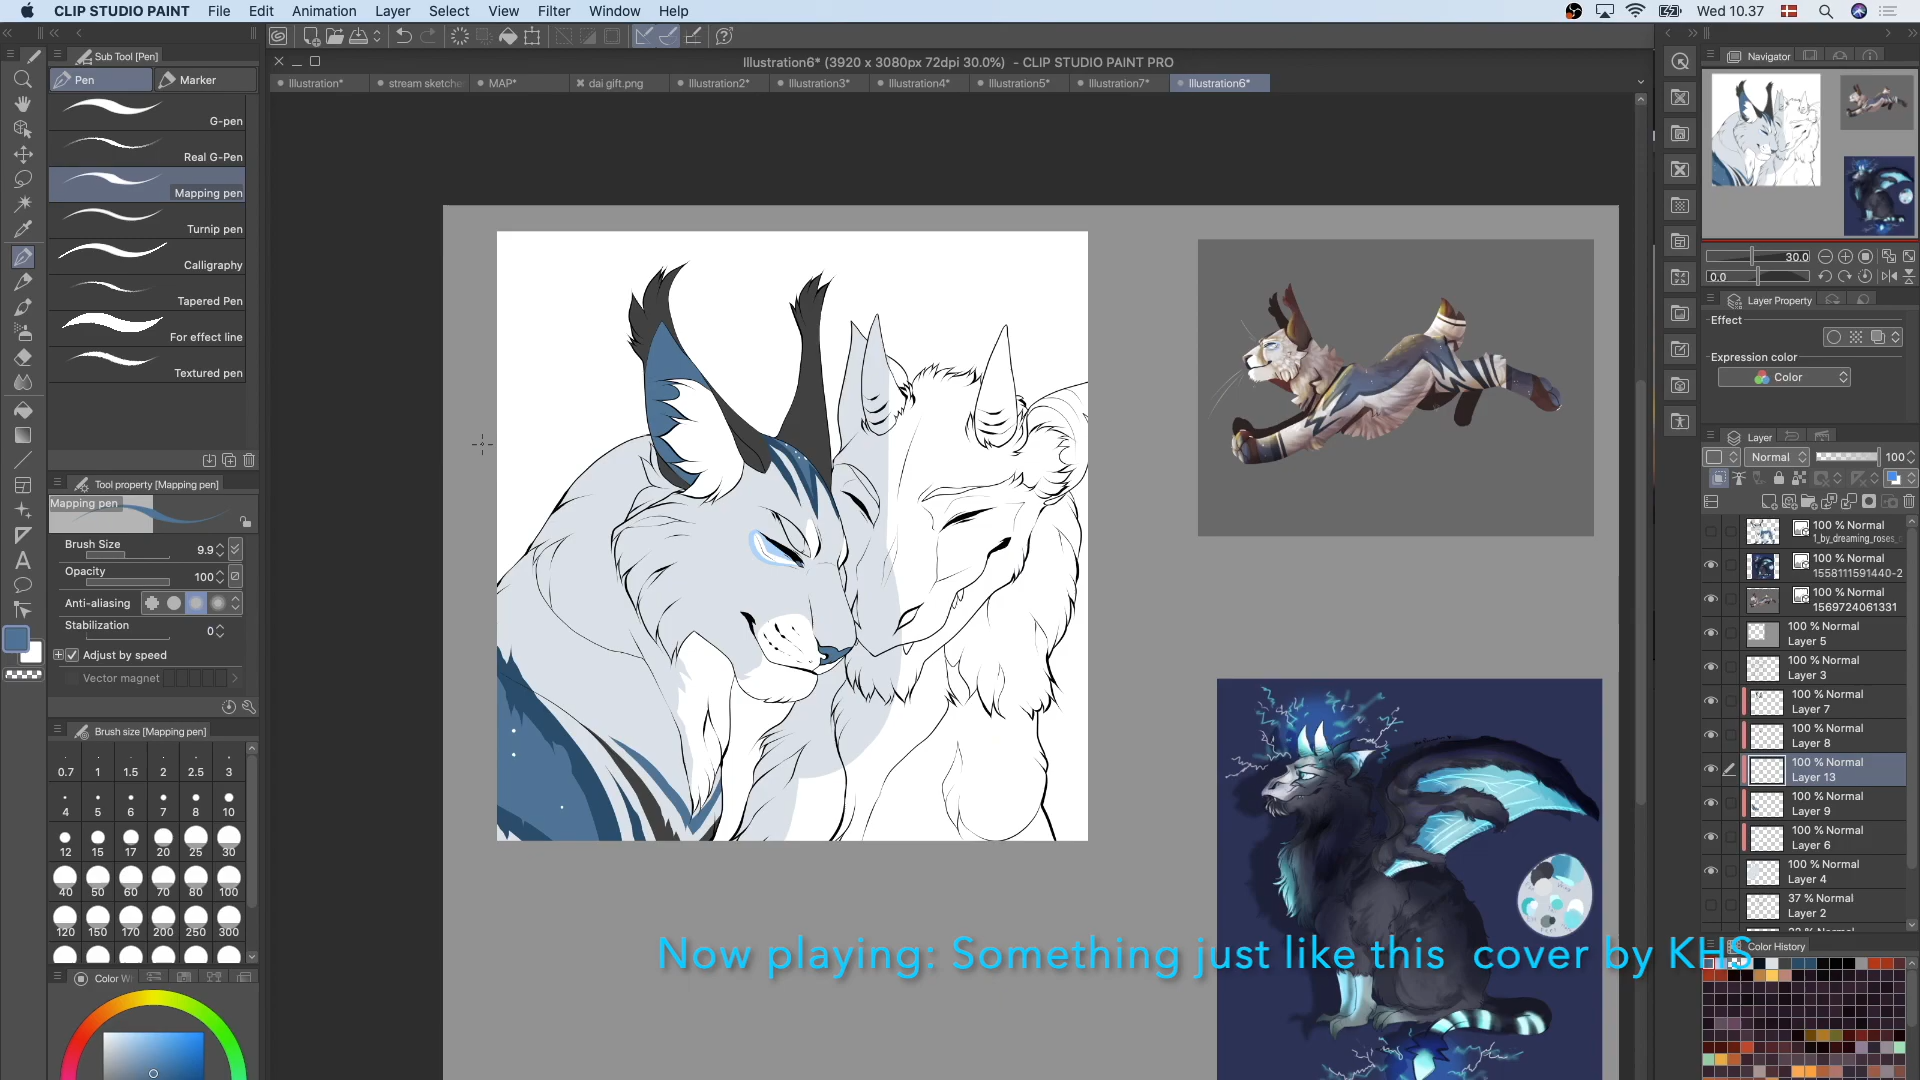 CLIP STUDIO PAINT File Edit Animation Layer Select View Filter Window Help Wed 10.37
Illustration6* (3920 x 3080px 72dpi 30.0%) - CLIP STUDIO PAINT PRO
Illustration* stream sketche MAP* dai gift.png Illustration2* Illustration3* Illustration4* Illustration5* Illustration7* Illustration6*
Sub Tool [Pen]
Pen Marker
G-pen
Real G-Pen
Mapping pen
Turnip pen
Calligraphy
Tapered Pen
For effect line
Textured pen
Tool property [Mapping pen]
Mapping pen
Brush Size 9.9
Opacity 100
Anti-aliasing
Stabilization 0
Adjust by speed
Vector magnet
Brush size [Mapping pen]
0.7 1 1.5 2 2.5 3
4 5 6 7 8 10
12 15 17 20 25 30
40 50 60 70 80 100
120 150 170 200 250 300
Color W
Now playing: Something just like this cover by KHS
Navigator
30.0
0.0
Layer Property
Effect
Expression color
Color
Layer
Normal 100
100 % Normal
1_by_dreaming_roses_
100 % Normal
1558111591440-2
100 % Normal
1569724061331
100 % Normal
Layer 5
100 % Normal
Layer 3
100 % Normal
Layer 7
100 % Normal
Layer 8
100 % Normal
Layer 13
100 % Normal
Layer 9
100 % Normal
Layer 6
100 % Normal
Layer 4
37 % Normal
Layer 2
Color History